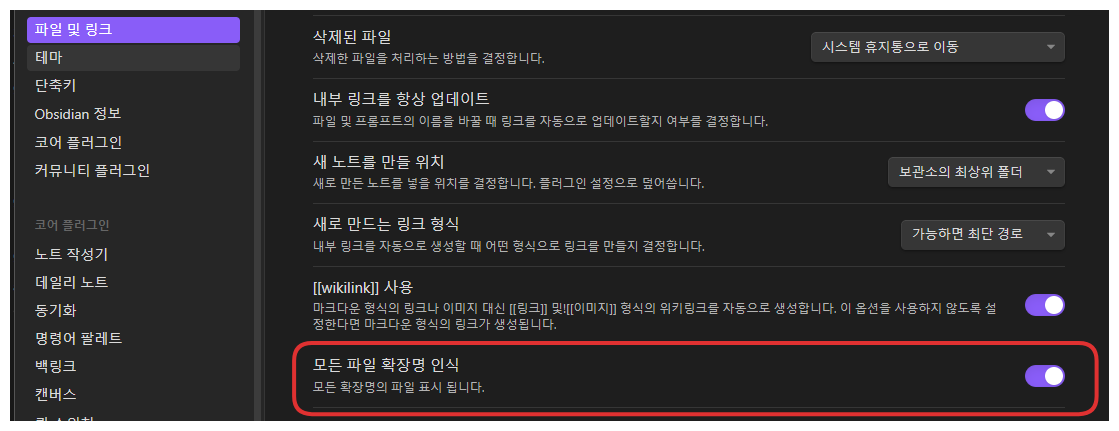 파일 및 링크
테마
단축키
Obsidian 정보
코어 플러그인
커뮤니티 플러그인
코어 플러그인
노트 작성기
데일리 노트
동기화
명령어 팔레트
백링크
캔버스
삭제된 파일
삭제한 파일을 처리하는 방법을 결정합니다.
시스템 휴지통으로 이동
내부 링크를 항상 업데이트
파일 및 프롬프트의 이름을 바꿀 때 링크를 자동으로 업데이트할지 여부를 결정합니다.
새 노트를 만들 위치
새로 만든 노트를 넣을 위치를 결정합니다. 플러그인 설정으로 덮어씁니다.
보관소의 최상위 폴더
새로 만드는 링크 형식
내부 링크를 자동으로 생성할 때 어떤 형식으로 링크를 만들지 결정합니다.
가능하면 최단 경로
[[wikilink]] 사용
마크다운 형식의 링크나 이미지 대신 [[링크]] 및![[이미지]] 형식의 위키링크를 자동으로 생성합니다. 이 옵션을 사용하지 않도록 설
정한다면 마크다운 형식의 링크가 생성됩니다.
모든 파일 확장명 인식
모든 확장명의 파일 표시 됩니다.